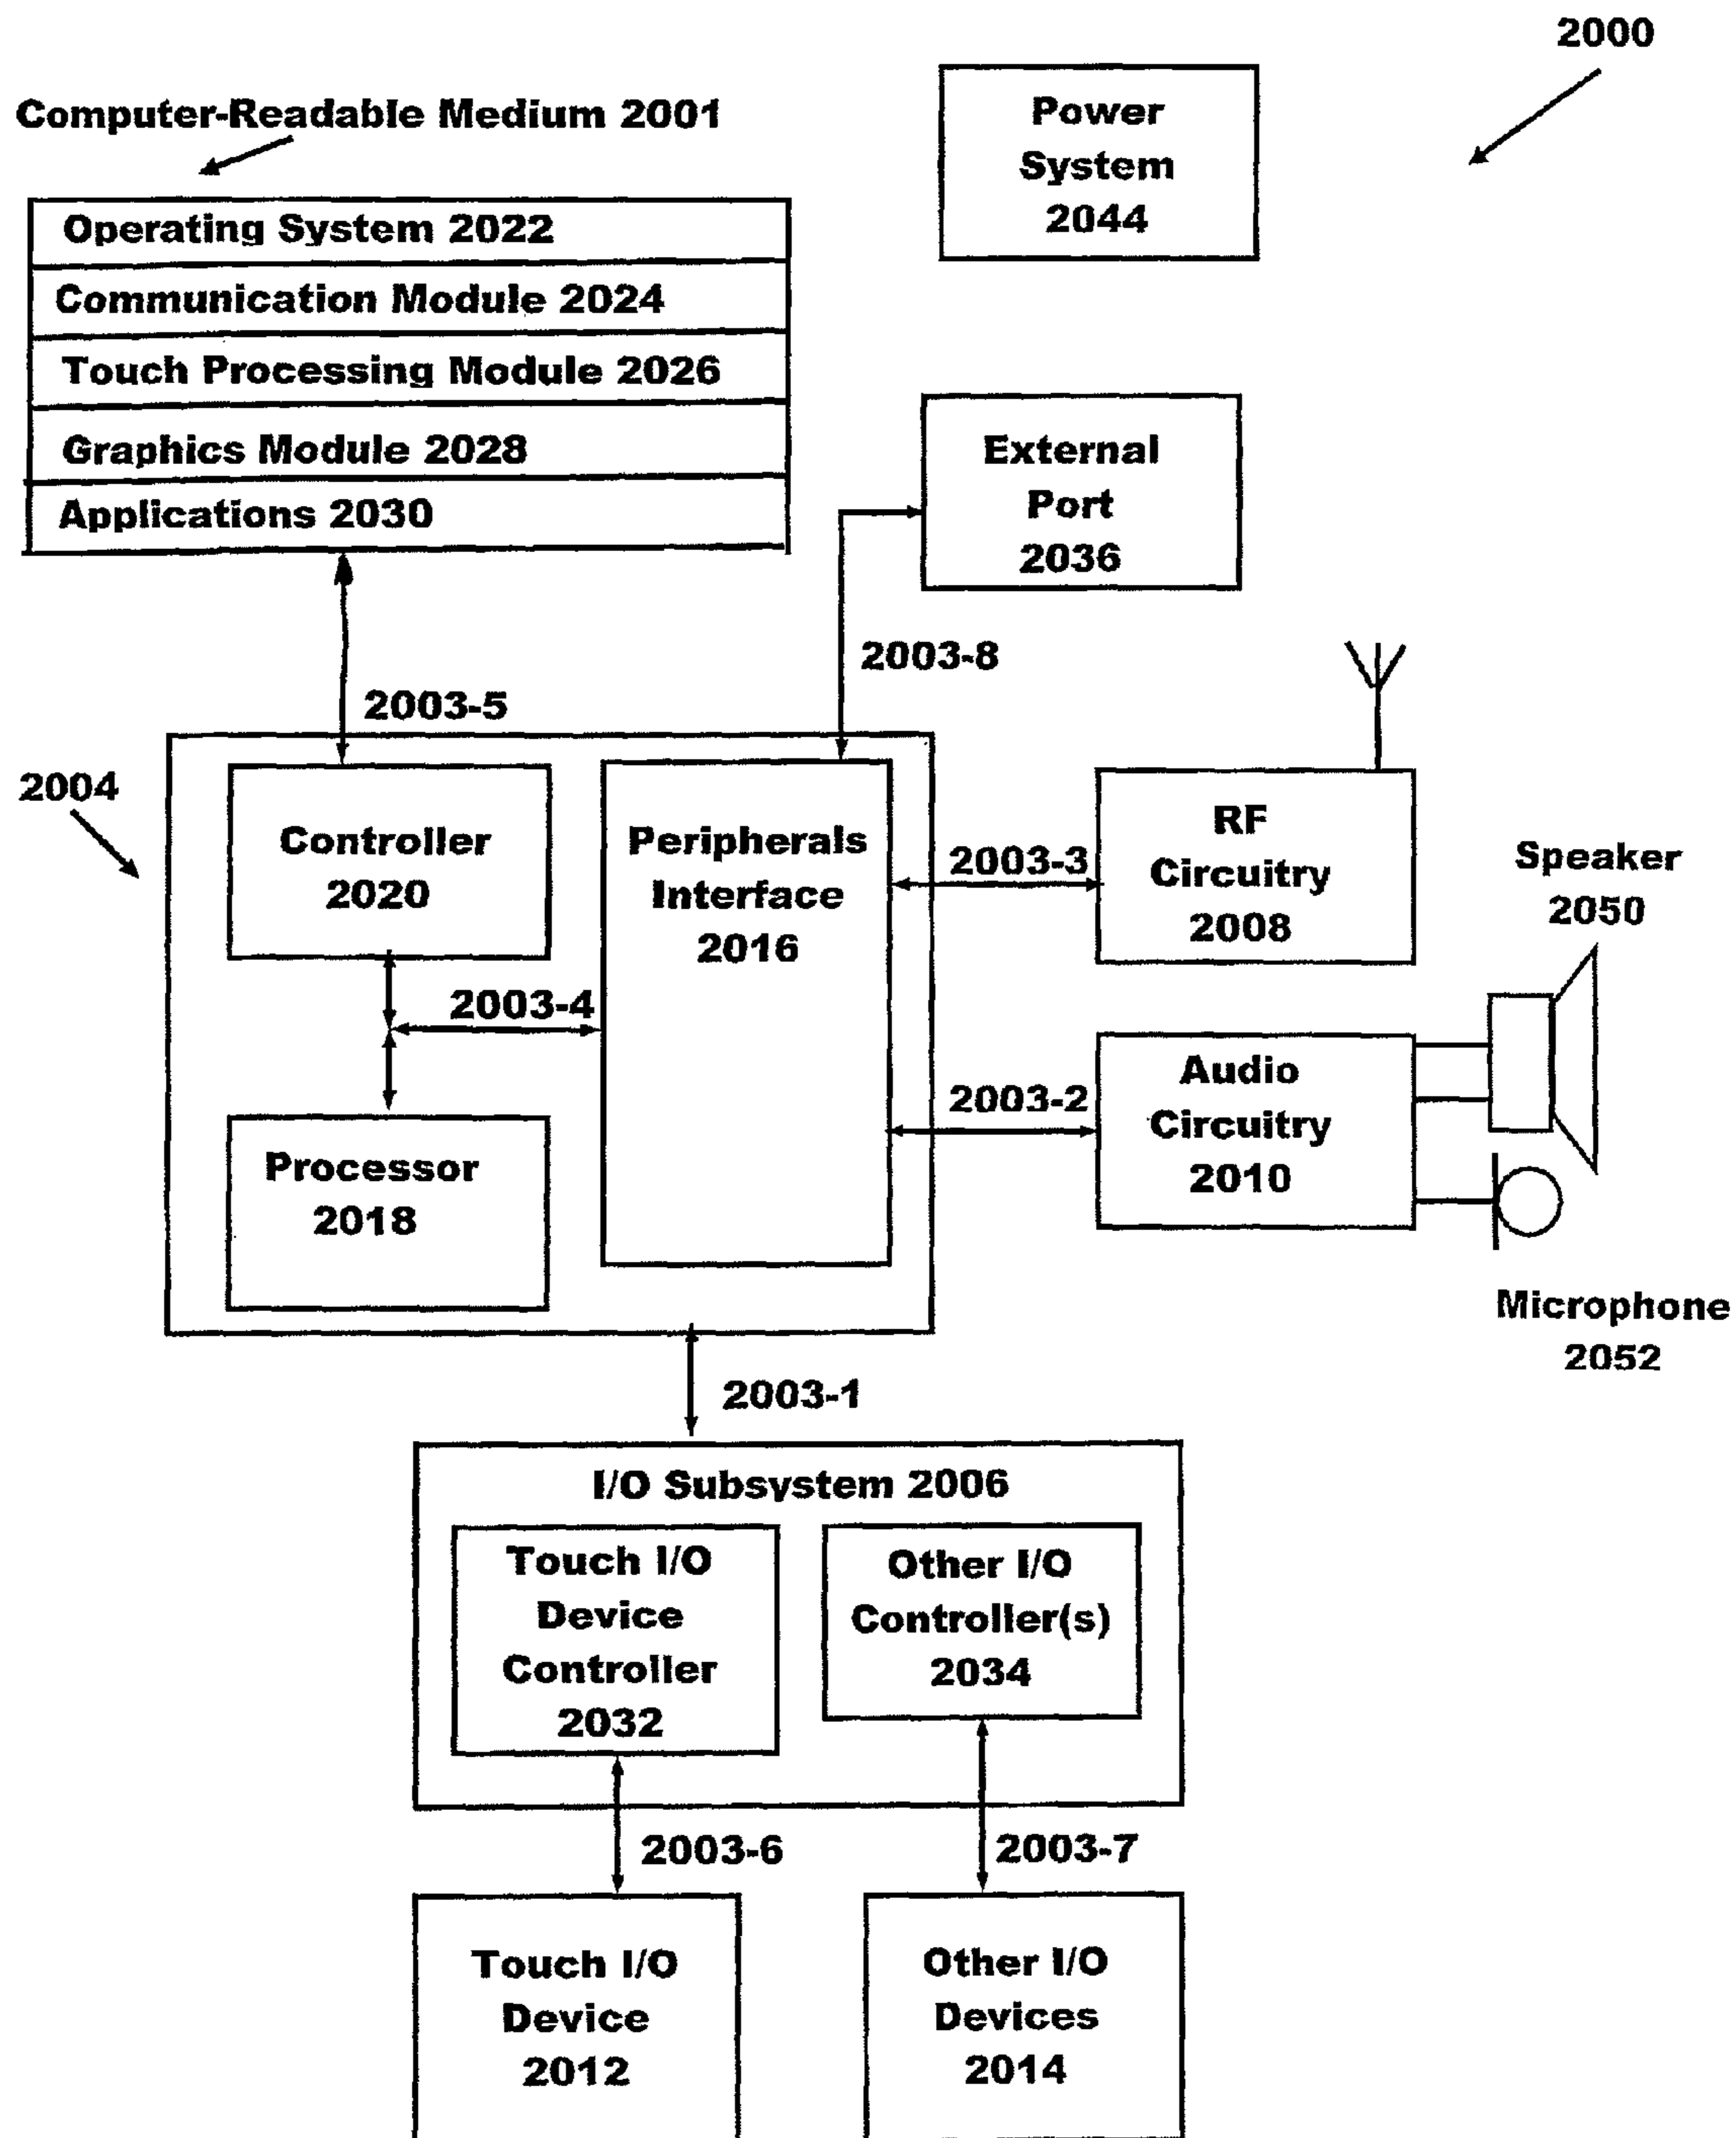 2000
Power
System
2044
Computer-Readable Medium 2001
Operating System 2022
Communication Module 2024
Touch Processing Module 2026
Graphics Module 2028
Applications 2030
External
Port
2036
2003-8
2003-5
2004
Controller
2020
Peripherals
Interface
2016
2003-3
RF
Circuitry
2008
Speaker
2050
2003-4
2003-2
Audio
Circuitry
2010
Processor
2018
Microphone
2052
2003-1
I/O Subsystem 2006
Touch I/O
Device
Controller
2032
Other I/O
Controller(s)
2034
2003-6
2003-7
Touch I/O
Device
2012
Other I/O
Devices
2014